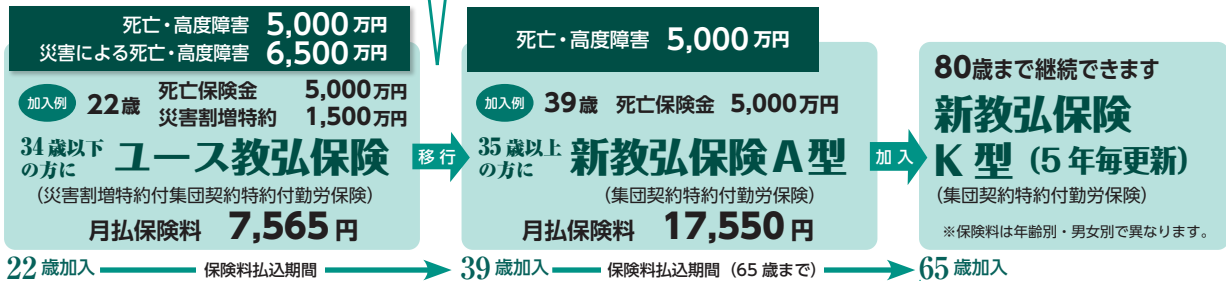 死亡・高度障害 5,000万円
災害による死亡・高度障害 6,500万円
加入例 22歳 死亡保険金 5,000万円
災害割増特約 1,500万円
34歳以下の方に ユース教弘保険
(災害割増特約付集団契約特約付勤労保険)
月払保険料 7,565円
移行
死亡・高度障害 5,000万円
加入例 39歳 死亡保険金 5,000万円
35歳以上の方に 新教弘保険A型
(集団契約特約付勤労保険)
月払保険料 17,550円
加入
80歳まで継続できます
新教弘保険
K型(5年毎更新)
(集団契約特約付勤労保険)
※保険料は年齢別・男女別で異なります。
22歳加入 保険料払込期間 39歳加入 保険料払込期間(65歳まで) 65歳加入